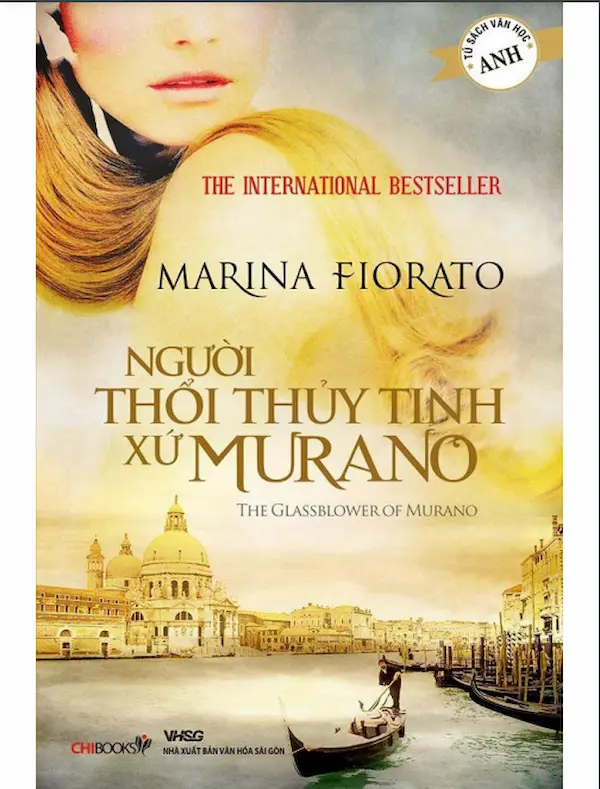 TỦ SÁCH VĂN HỌC
ANH
THE INTERNATIONAL BESTSELLER
MARINA FIORATO
NGƯỜI
THỔI THỦY TINH
XỨ MURANO
THE GLASSBLOWER OF MURANO
CHIBOOKS
VHSG
NHÀ XUẤT BẢN VĂN HÓA SÀI GÒN